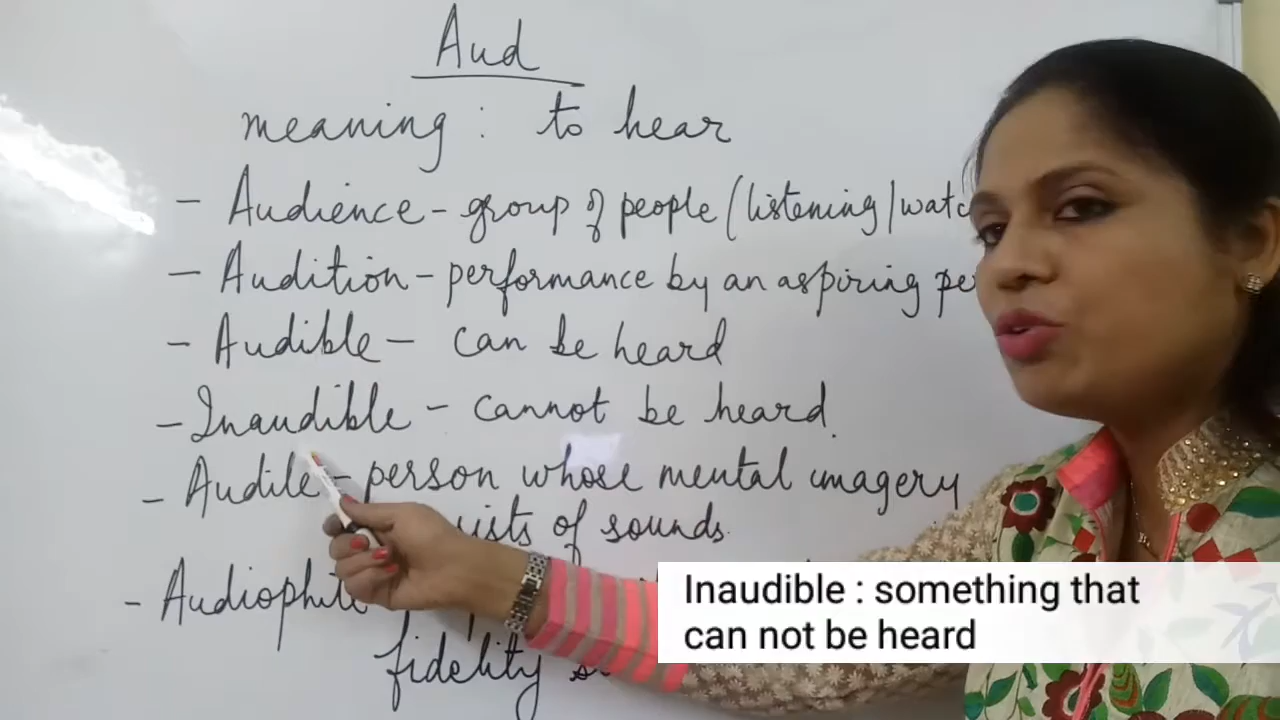 Aud
meaning : to hear
- Audience - group of people (listening/watc
- Audition - performance by an aspiring pe
- Audible - can be heard
- Inaudible - cannot be heard.
- Audile - person whose mental imagery
sists of sounds.
- Audiophile
fidelity
Inaudible : something that
can not be heard